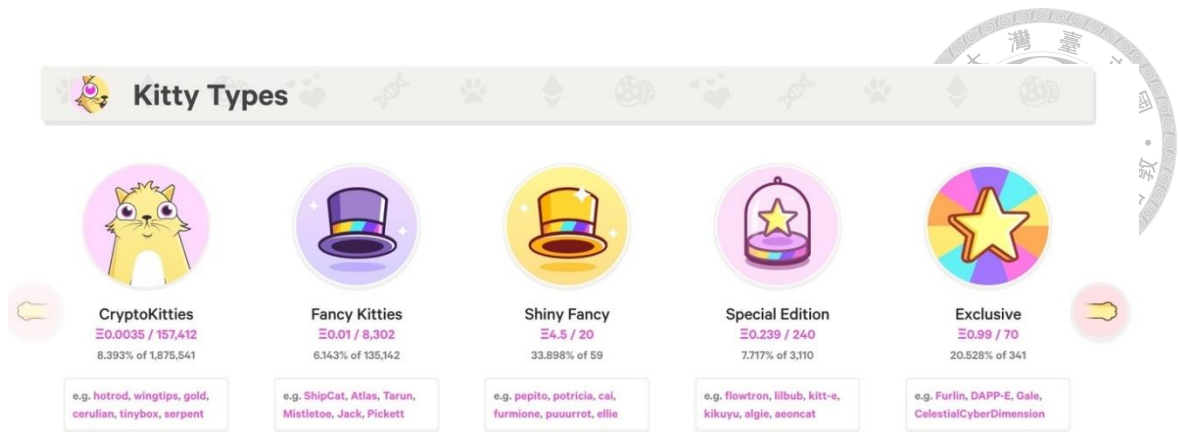 灣臺
Kitty Types
CryptoKitties
Ξ0.0035 / 157,412
8.393% of 1,875,541
e.g. hotrod, wingtips, gold,
cerulian, tinybox, serpent
Fancy Kitties
Ξ0.01 / 8,302
6.143% of 135,142
e.g. ShipCat, Atlas, Tarun,
Mistletoe, Jack, Pickett
Shiny Fancy
Ξ4.5 / 20
33.898% of 59
e.g. pepito, potricia, cai,
furmione, puuurrot, ellie
Special Edition
Ξ0.239 / 240
7.717% of 3,110
e.g. flowtron, lilbub, kitt-e,
kikuyu, algie, aeoncat
Exclusive
Ξ0.99 / 70
20.528% of 341
e.g. Furlin, DAPP-E, Gale,
CelestialCyberDimension